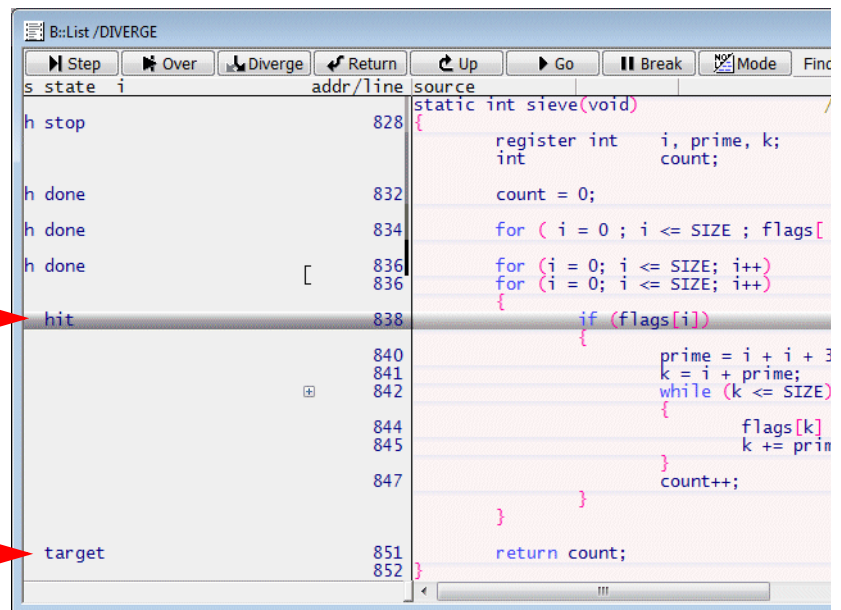 B::List /DIVERGE
Step Over Diverge Return Up Go Break Mode Find
s state i addr/line source
static int sieve(void) /
h stop 828 {
register int i, prime, k;
int count;
h done 832 count = 0;
h done 834 for ( i = 0 ; i <= SIZE ; flags[
h done 836 for (i = 0; i <= SIZE; i++)
[ 836 for (i = 0; i <= SIZE; i++)
{
hit 838 if (flags[i])
{
840 prime = i + i + 3
841 k = i + prime;
842 while (k <= SIZE)
{
844 flags[k]
845 k += prim
}
847 count++;
}
}
target 851 return count;
852 }